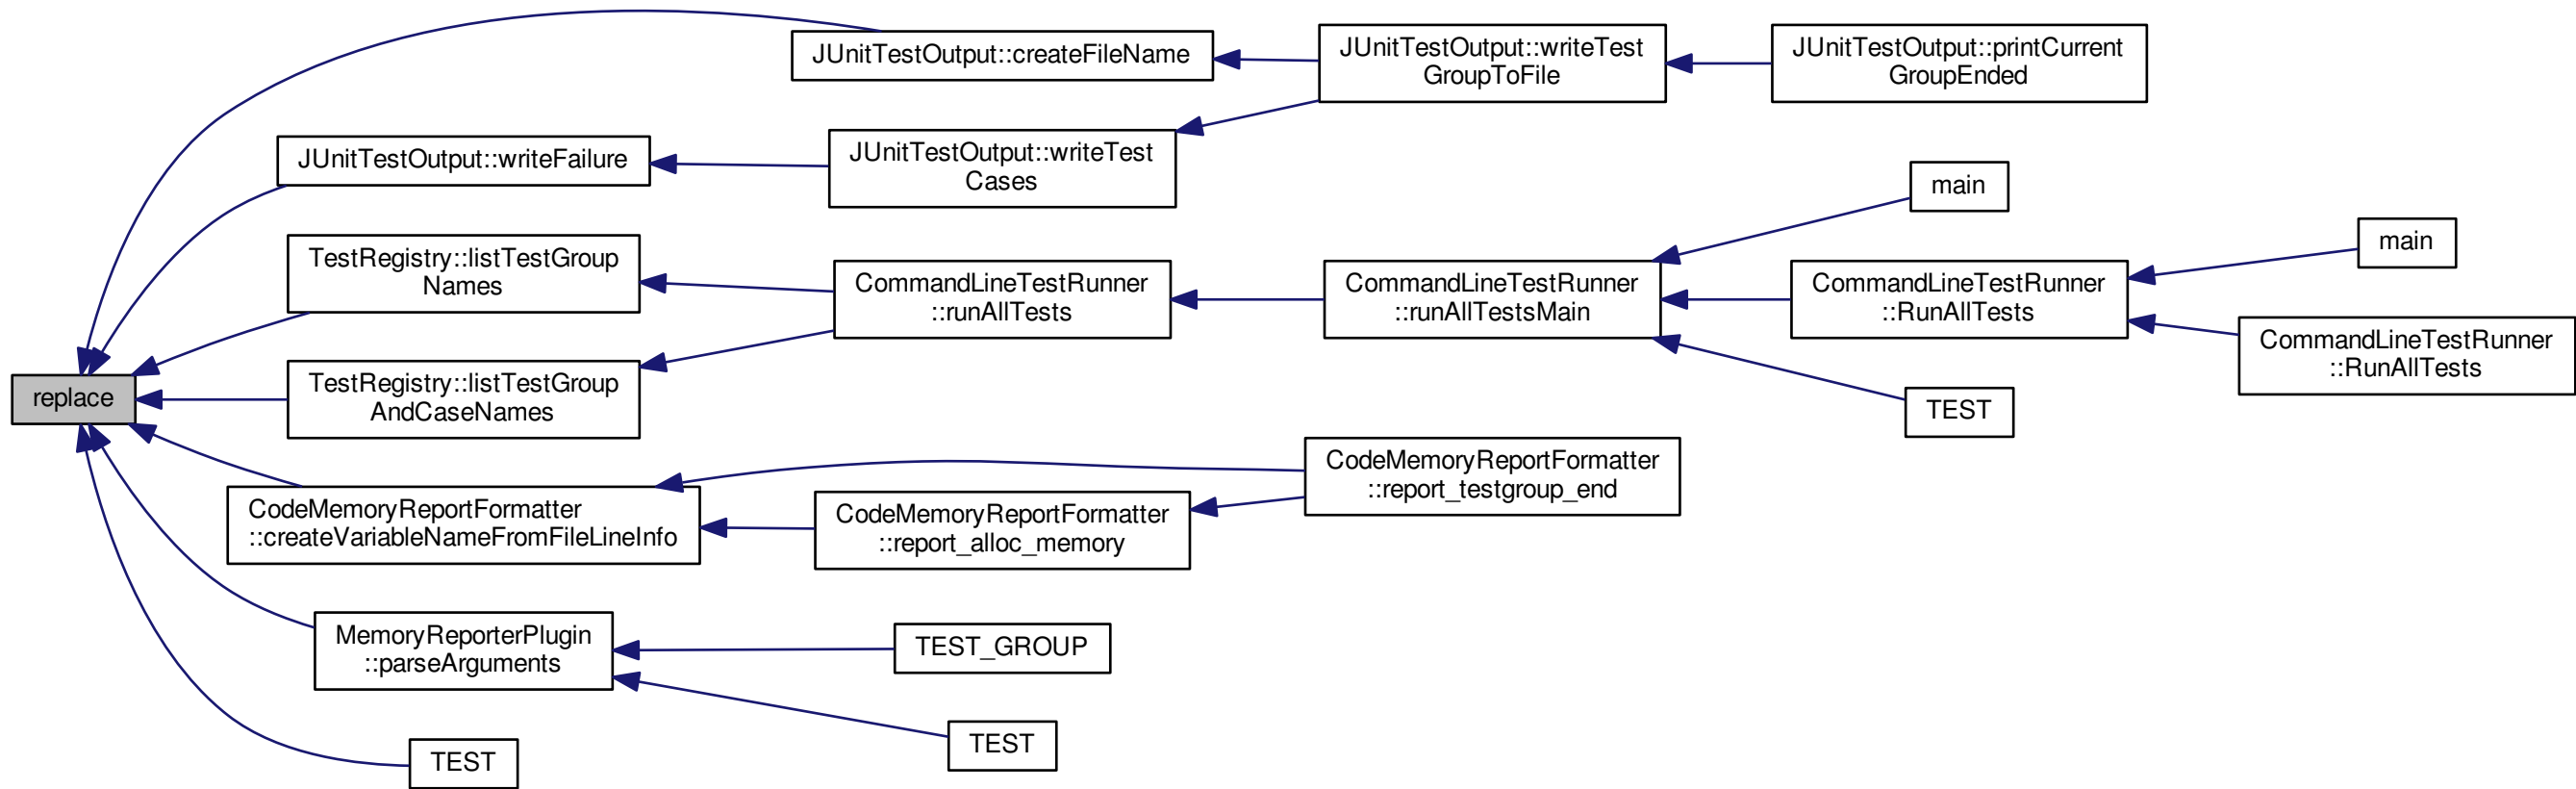 replace
JUnitTestOutput::createFileName
JUnitTestOutput::writeTest
GroupToFile
JUnitTestOutput::printCurrent
GroupEnded
JUnitTestOutput::writeFailure
JUnitTestOutput::writeTest
Cases
TestRegistry::listTestGroup
Names
CommandLineTestRunner
::runAllTests
CommandLineTestRunner
::runAllTestsMain
main
CommandLineTestRunner
::RunAllTests
main
CommandLineTestRunner
::RunAllTests
TEST
TestRegistry::listTestGroup
AndCaseNames
CodeMemoryReportFormatter
::createVariableNameFromFileLineInfo
CodeMemoryReportFormatter
::report_alloc_memory
CodeMemoryReportFormatter
::report_testgroup_end
MemoryReporterPlugin
::parseArguments
TEST_GROUP
TEST
TEST